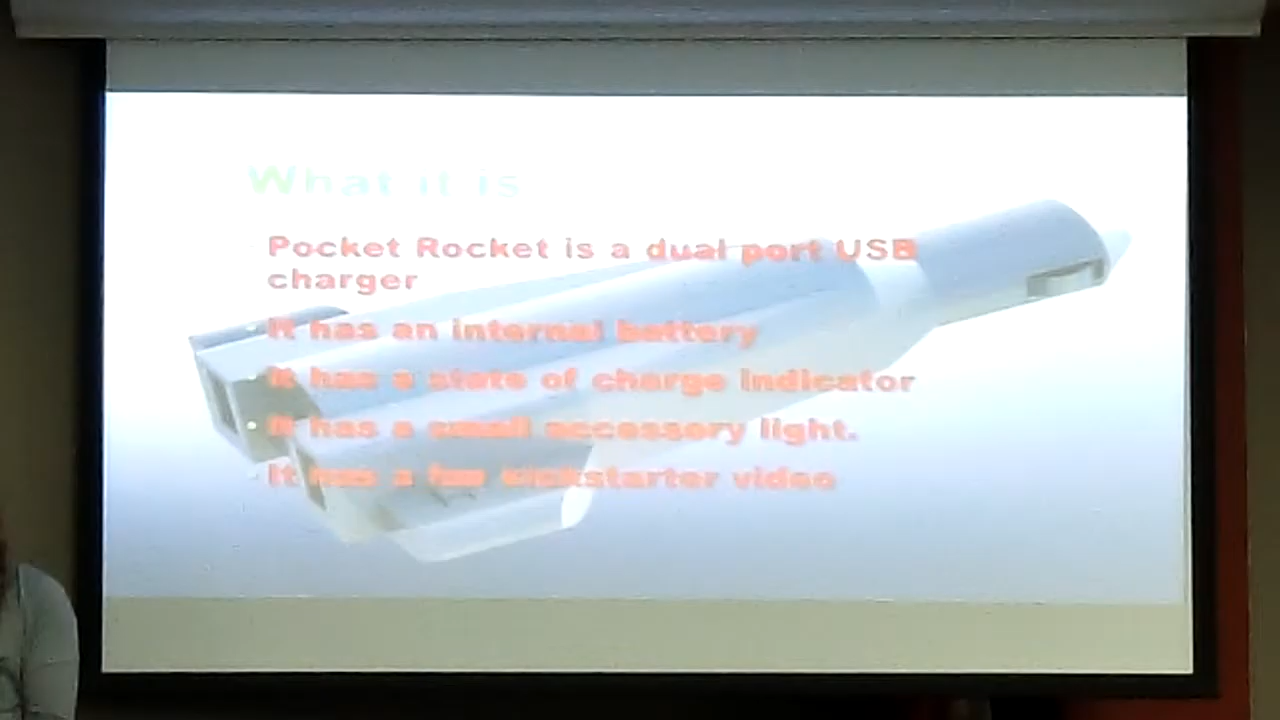 What it is
Pocket Rocket is a dual port USB
charger
It has an internal battery
It has a state of charge indicator
It has a small accessory light.
It has a kickstarter video